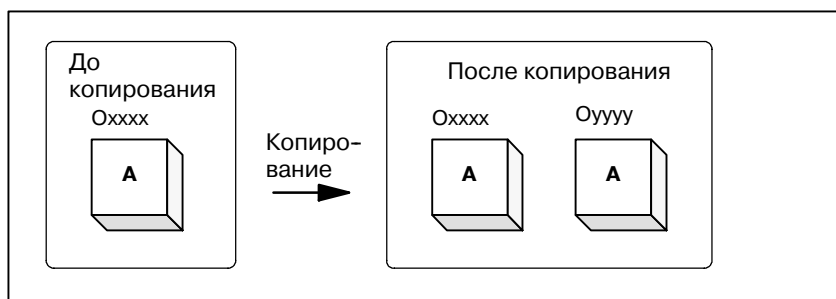 До
копирования
Oxxxx
A
Копиро-
вание
После копирования
Oxxxx
Oyyyy
A
A